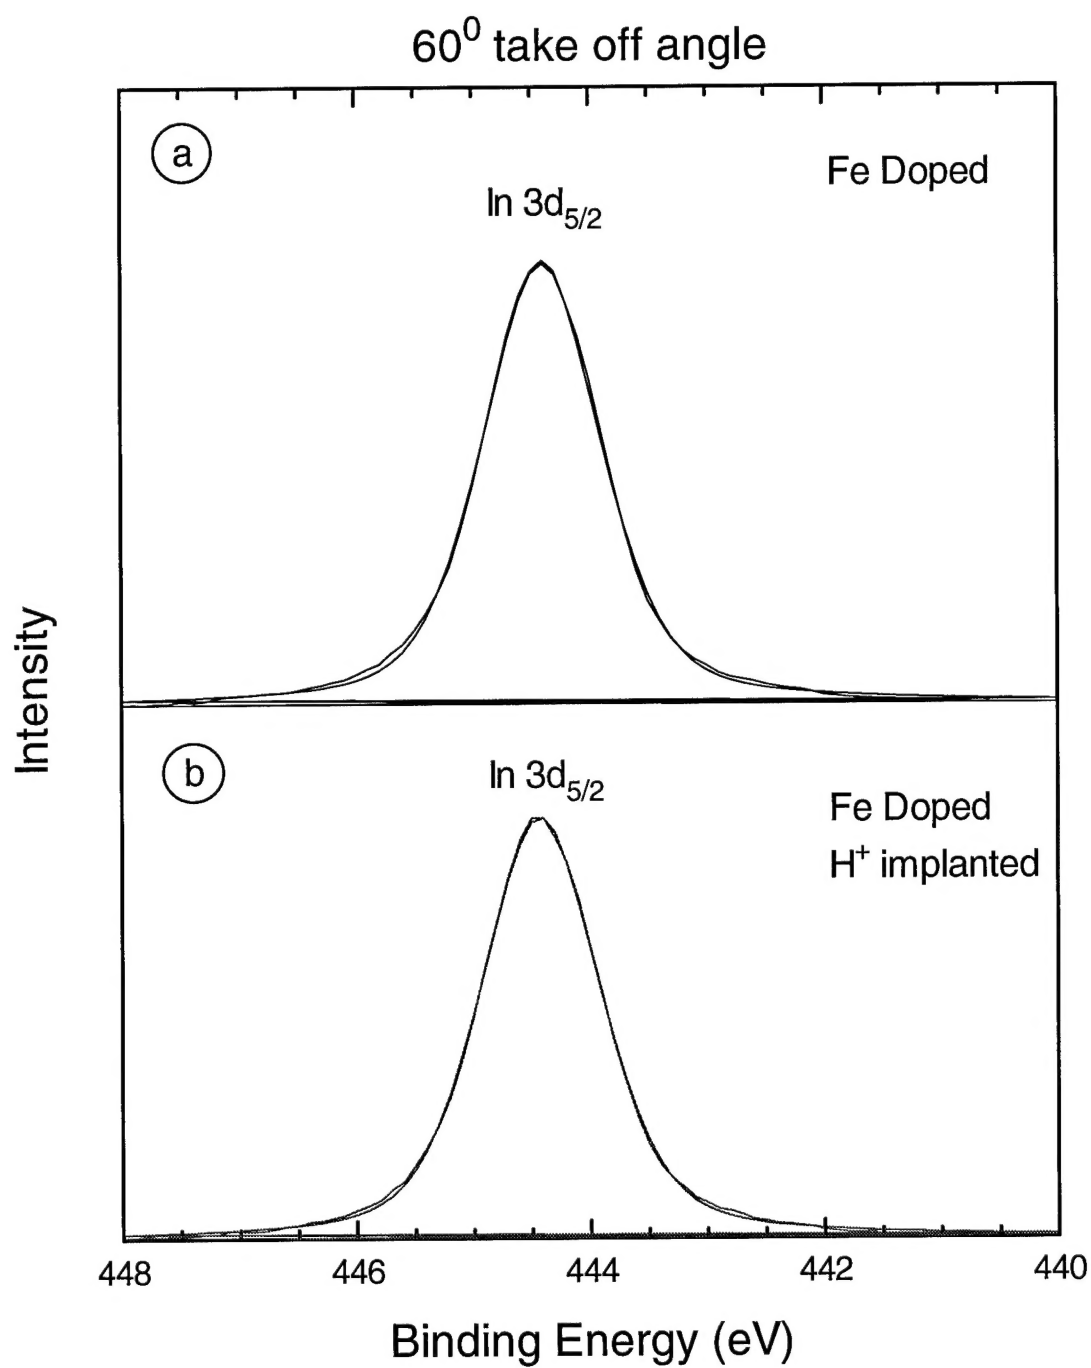 60⁰ take off angle
a
Fe Doped
In 3d₅/₂
Intensity
b
In 3d₅/₂
Fe Doped
H⁺ implanted
448 446 444 442 440
Binding Energy (eV)